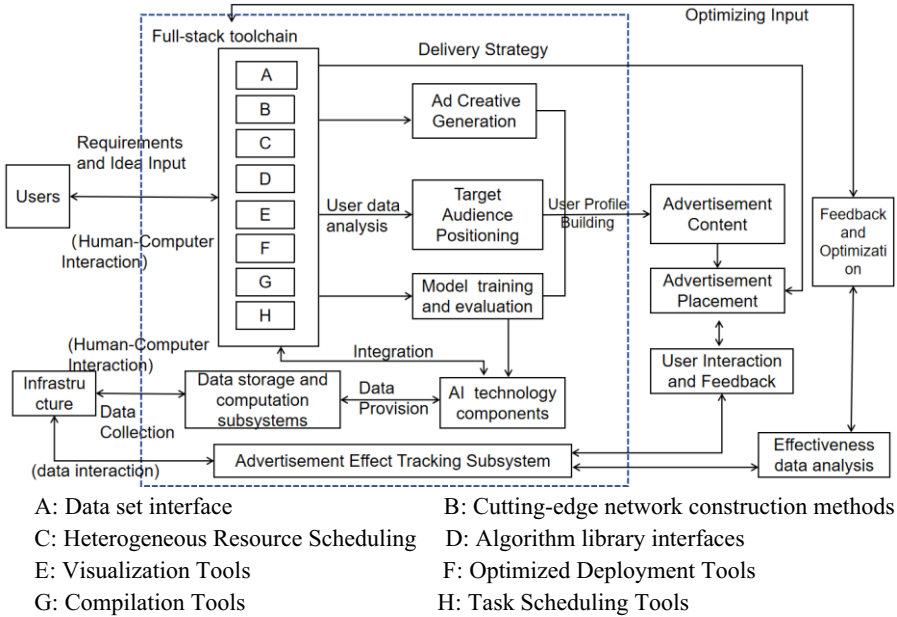 Optimizing Input
Full-stack toolchain
Delivery Strategy
A
B
C
D
E
F
G
H
Ad Creative
Generation
Requirements
and Idea Input
Users
(Human-Computer
Interaction)
User data
analysis
Target
Audience
Positioning
User Profile
Building
Advertisement
Content
Feedback
and
Optimizati
on
Model training
and evaluation
Advertisement
Placement
(Human-Computer
Interaction)
Integration
User Interaction
and Feedback
Infrastru
cture
Data
Collection
Data storage and
computation
subsystems
Data
Provision
AI technology
components
(data interaction)
Advertisement Effect Tracking Subsystem
Effectiveness
data analysis
A: Data set interface
B: Cutting-edge network construction methods
C: Heterogeneous Resource Scheduling
D: Algorithm library interfaces
E: Visualization Tools
F: Optimized Deployment Tools
G: Compilation Tools
H: Task Scheduling Tools